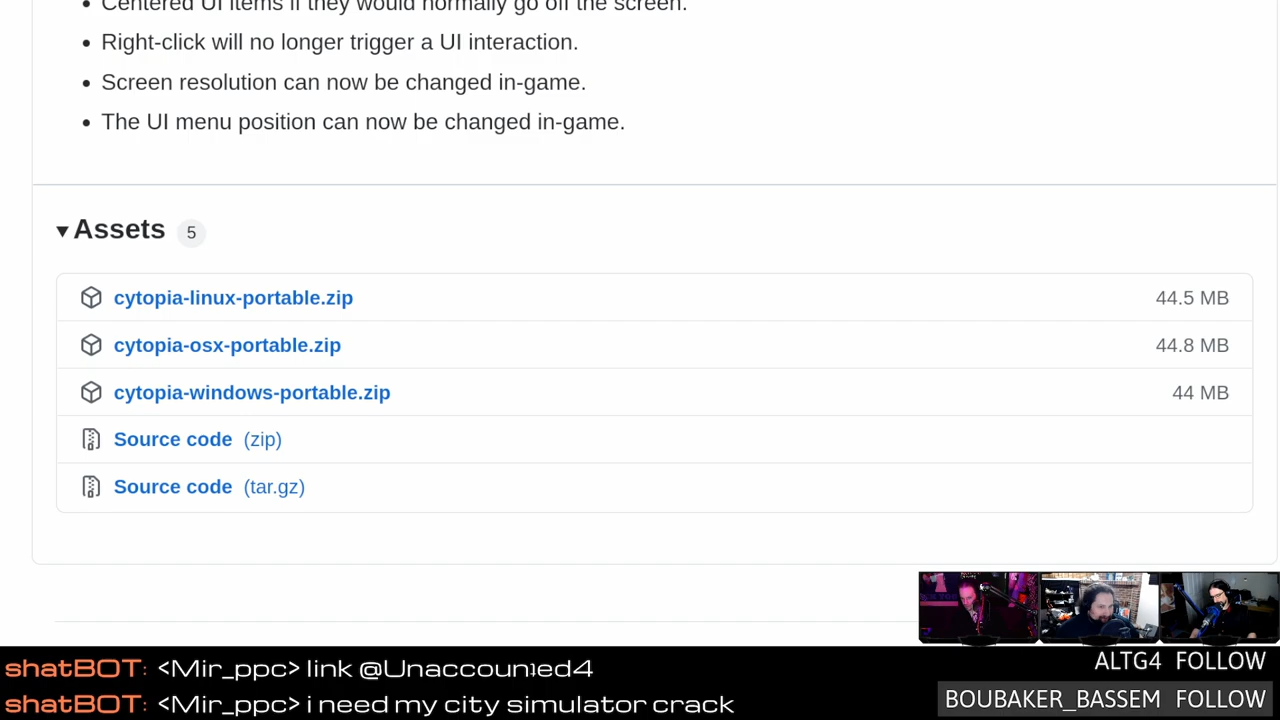 Centered UI items if they would normally go off the screen.
Right-click will no longer trigger a UI interaction.
Screen resolution can now be changed in-game.
The UI menu position can now be changed in-game.
Assets 5
cytopia-linux-portable.zip 44.5 MB
cytopia-osx-portable.zip 44.8 MB
cytopia-windows-portable.zip 44 MB
Source code (zip)
Source code (tar.gz)
shatBOT: <Mir_ppc> link @Unaccounted4
ALTG4 FOLLOW
shatBOT: <Mir_ppc> i need my city simulator crack
BOUBAKER_BASSEM FOLLOW